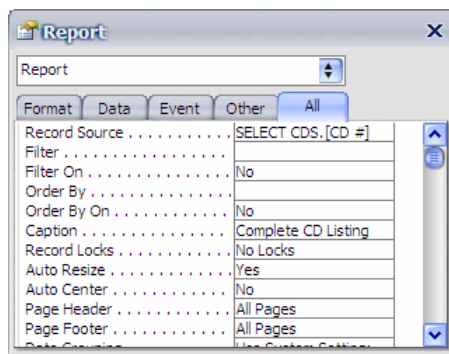 Report
Report
Format Data Event Other All
Record Source . . . . . . . . . . . SELECT CDS.[CD #]
Filter . . . . . . . . . . . . . . . . .
Filter On . . . . . . . . . . . . . . No
Order By . . . . . . . . . . . . . .
Order By On . . . . . . . . . . . . No
Caption . . . . . . . . . . . . . . . Complete CD Listing
Record Locks . . . . . . . . . . . No Locks
Auto Resize . . . . . . . . . . . . Yes
Auto Center . . . . . . . . . . . . No
Page Header . . . . . . . . . . . . All Pages
Page Footer . . . . . . . . . . . . All Pages